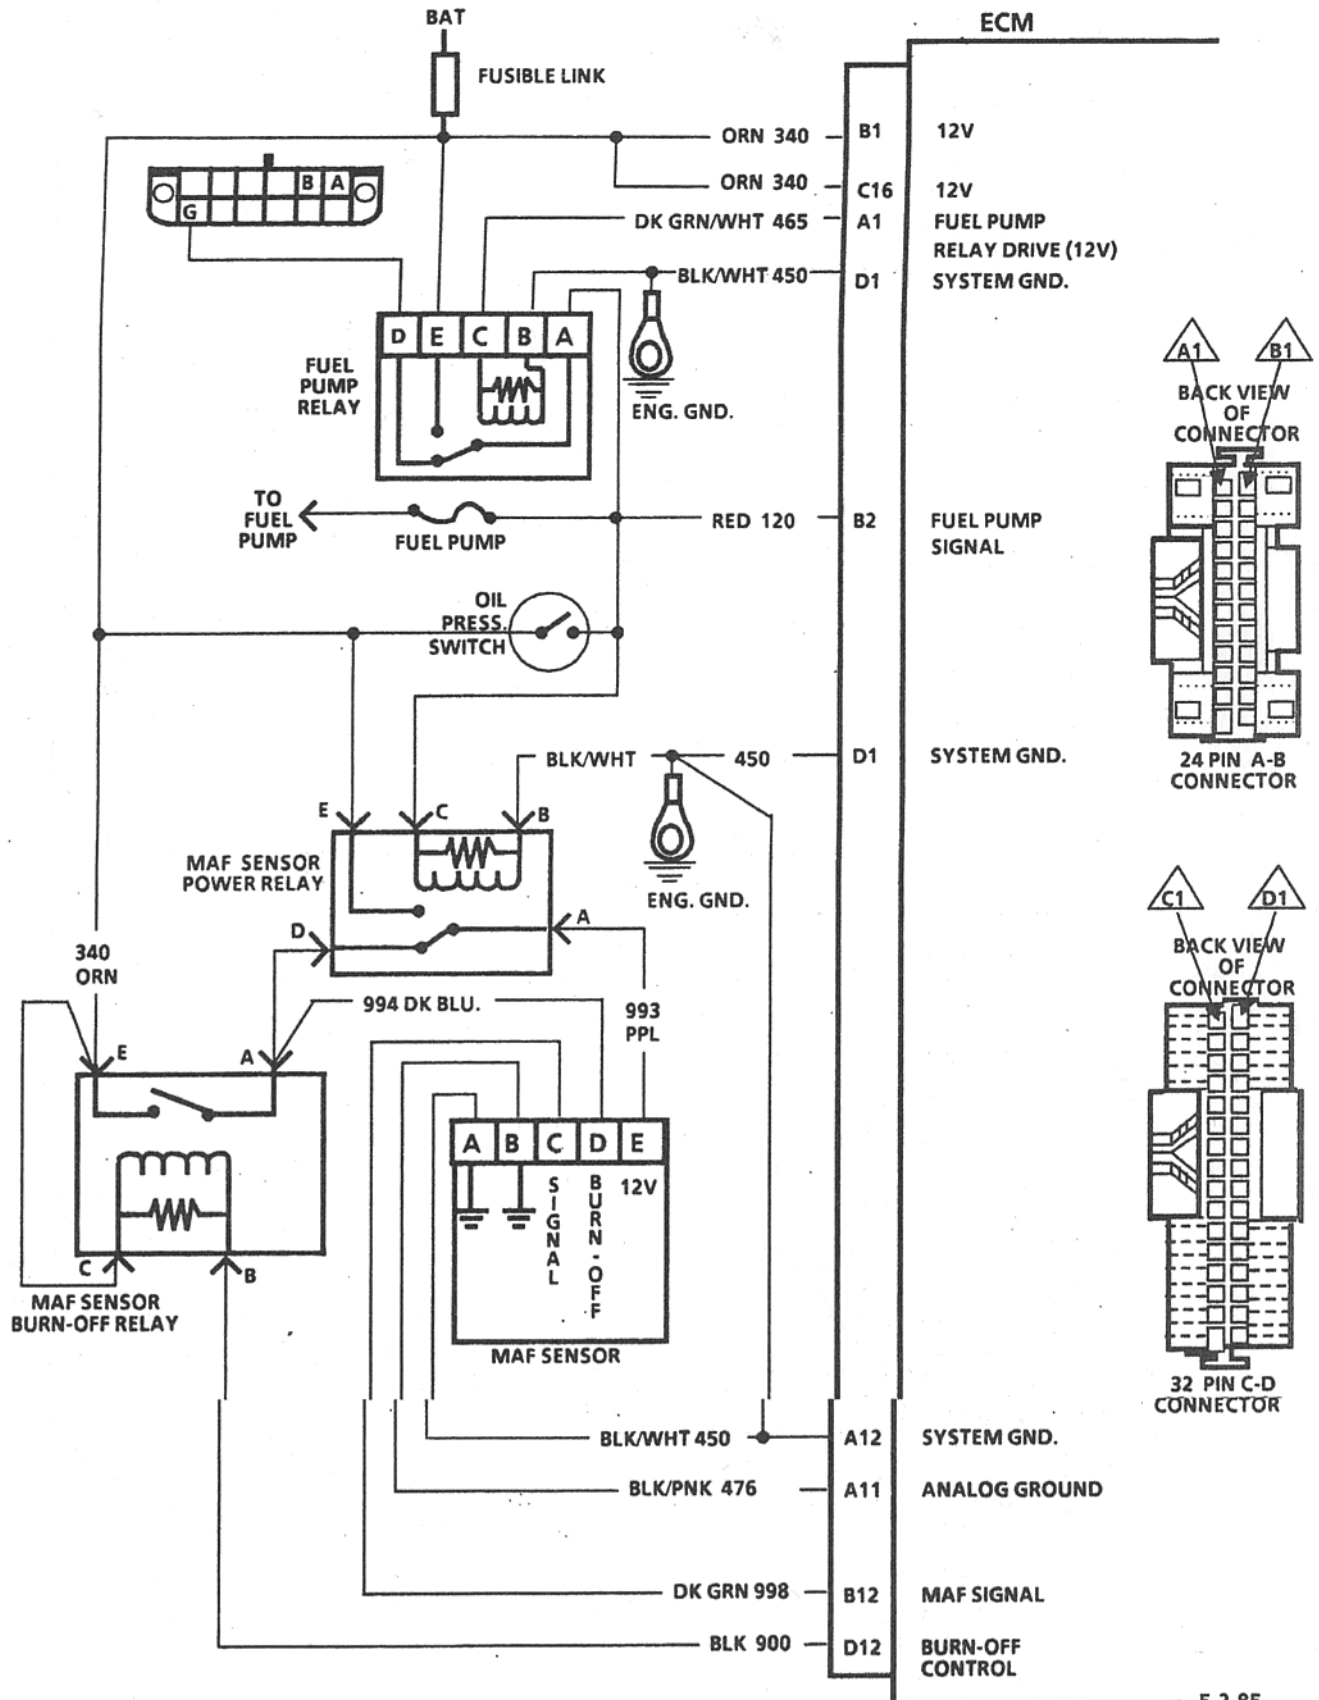 BAT
ECM
FUSIBLE LINK
ORN 340
B1
12V
ORN 340
C16
12V
B A
G
DK GRN/WHT 465
A1
FUEL PUMP
RELAY DRIVE (12V)
BLK/WHT 450
D1
SYSTEM GND.
D E C B A
FUEL
PUMP
RELAY
ENG. GND.
A1
B1
BACK VIEW
OF
CONNECTOR
TO
FUEL
PUMP
FUEL PUMP
RED 120
B2
FUEL PUMP
SIGNAL
OIL
PRESS.
SWITCH
BLK/WHT
450
D1
SYSTEM GND.
24 PIN A-B
CONNECTOR
E
C
B
MAF SENSOR
POWER RELAY
D
A
ENG. GND.
C1
D1
BACK VIEW
OF
CONNECTOR
340
ORN
994 DK BLU.
993
PPL
E
A
A B C D E
SIGNAL
BURN-OFF
12V
C
B
MAF SENSOR
BURN-OFF RELAY
MAF SENSOR
32 PIN C-D
CONNECTOR
BLK/WHT 450
A12
SYSTEM GND.
BLK/PNK 476
A11
ANALOG GROUND
DK GRN 998
B12
MAF SIGNAL
BLK 900
D12
BURN-OFF
CONTROL